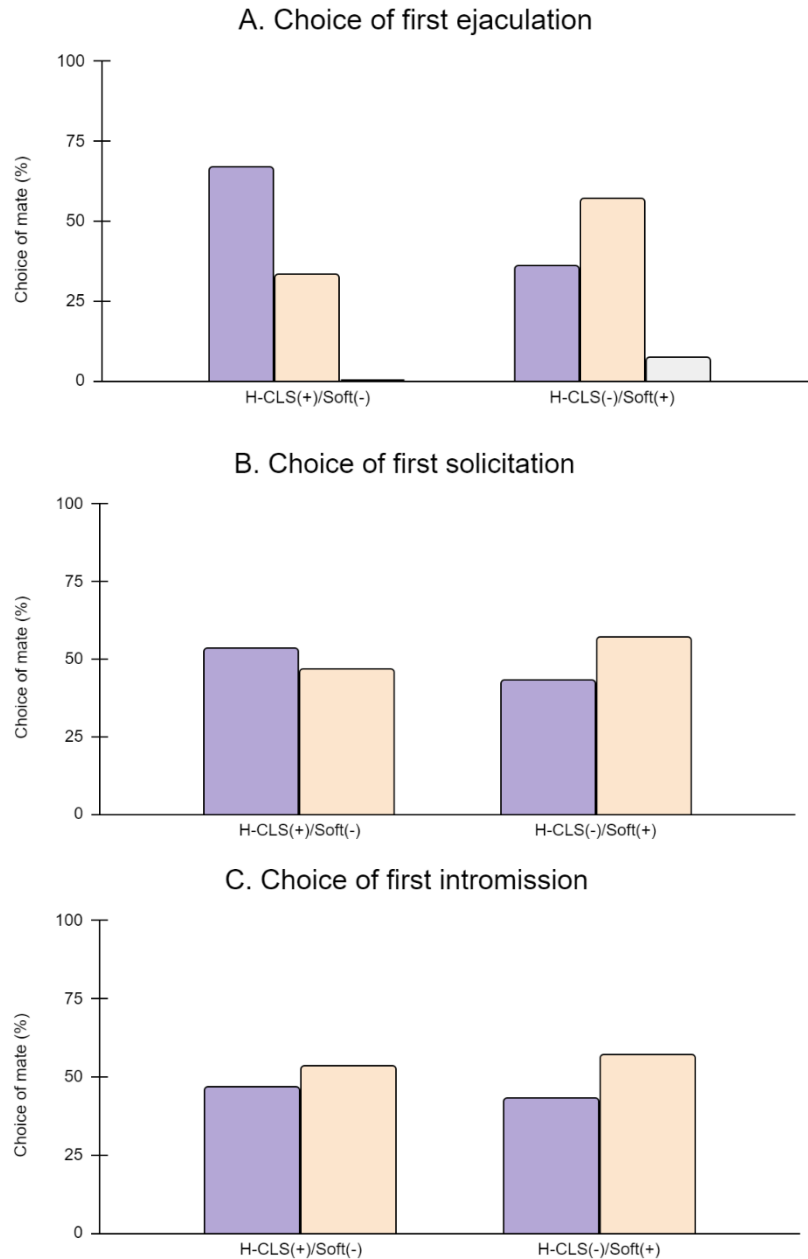 A. Choice of first ejaculation
Choice of mate (%)
100
75
50
25
0
H-CLS(+)/Soft(-)
H-CLS(-)/Soft(+)
B. Choice of first solicitation
Choice of mate (%)
100
75
50
25
0
H-CLS(+)/Soft(-)
H-CLS(-)/Soft(+)
C. Choice of first intromission
Choice of mate (%)
100
75
50
25
0
H-CLS(+)/Soft(-)
H-CLS(-)/Soft(+)